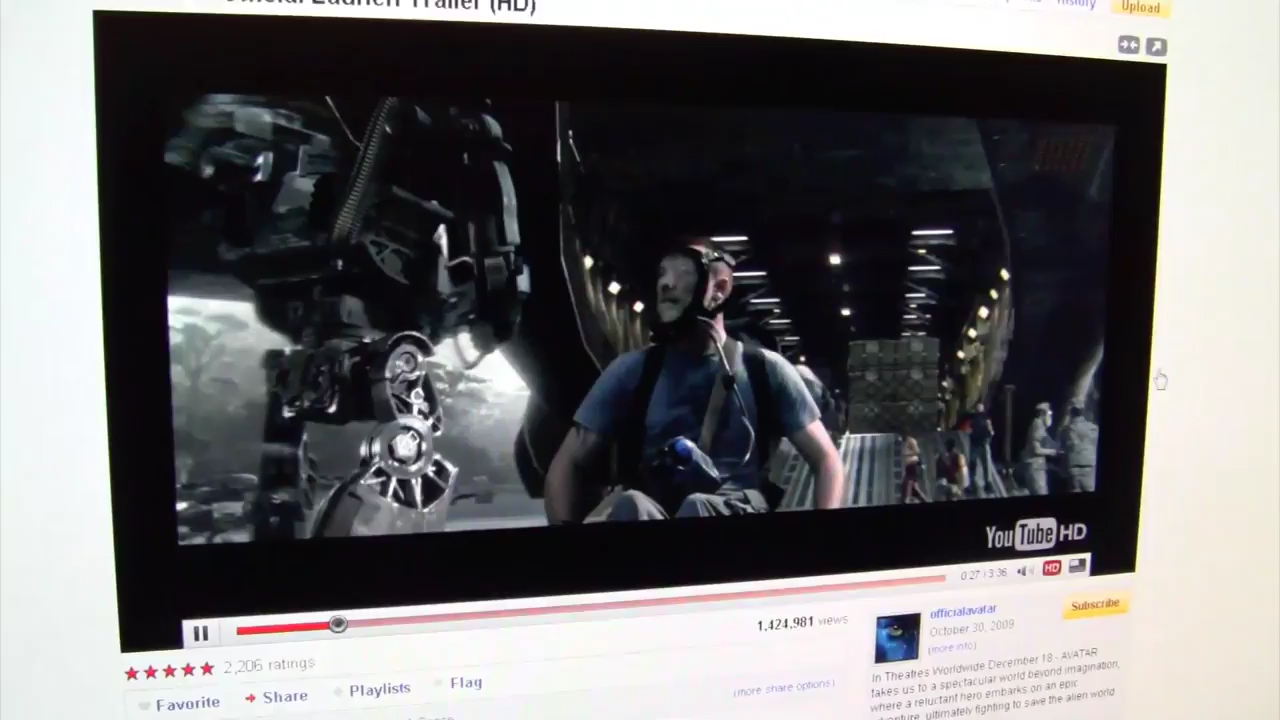 Official Launch Trailer (HD)
History
Upload
YouTube HD
0:27 / 3:36
HD
1,424,981 views
officialavatar
Subscribe
October 30, 2009
(more info)
2,206 ratings
In Theatres Worldwide December 18 - AVATAR
takes us to a spectacular world beyond imagination,
where a reluctant hero embarks on an epic
adventure, ultimately fighting to save the alien world
Favorite
Share
Playlists
Flag
(more share options)